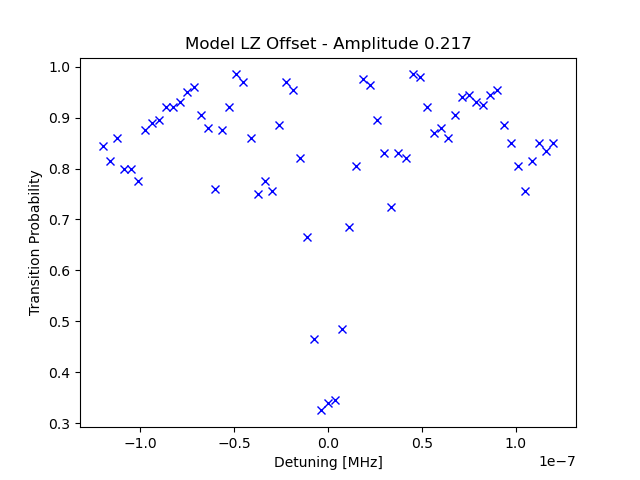 Model LZ Offset - Amplitude 0.217
1.0
0.9
0.8
0.7
0.6
0.5
0.4
0.3
Transition Probability
−1.0 −0.5 0.0 0.5 1.0
1e−7
Detuning [MHz]